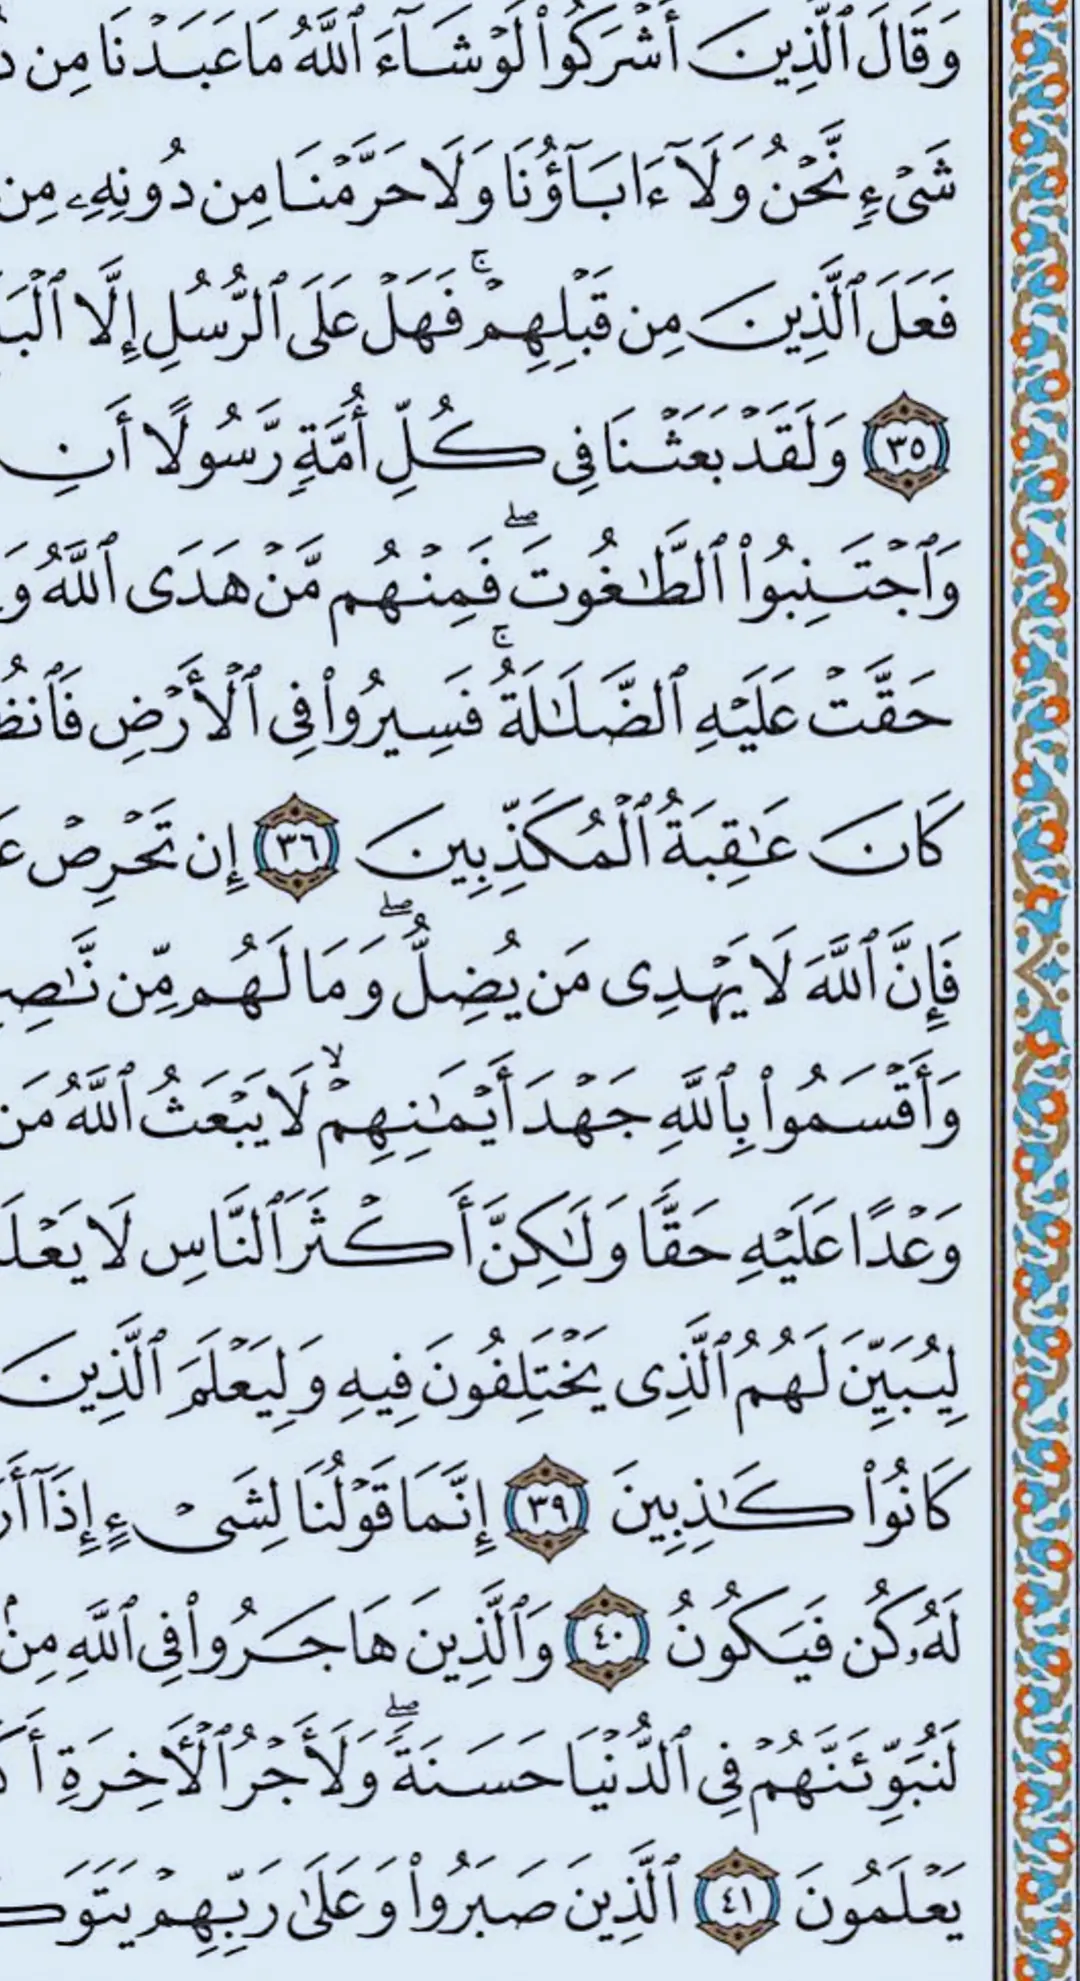 وَقَالَ ٱلَّذِينَ أَشْرَكُوا۟ لَوْ شَآءَ ٱللَّهُ مَا عَبَدْنَا مِن
شَىْءٍ نَّحْنُ وَلَآ ءَابَآؤُنَا وَلَا حَرَّمْنَا مِن دُونِهِۦ مِن
فَعَلَ ٱلَّذِينَ مِن قَبْلِهِمْ ۚ فَهَلْ عَلَى ٱلرُّسُلِ إِلَّا
٣٥ وَلَقَدْ بَعَثْنَا فِى كُلِّ أُمَّةٍ رَّسُولًا أَنِ
وَٱجْتَنِبُوا۟ ٱلطَّٰغُوتَ ۖ فَمِنْهُم مَّنْ هَدَى ٱللَّهُ
حَقَّتْ عَلَيْهِ ٱلضَّلَٰلَةُ ۚ فَسِيرُوا۟ فِى ٱلْأَرْضِ
كَانَ عَٰقِبَةُ ٱلْمُكَذِّبِينَ ٣٦ إِن تَحْرِصْ
فَإِنَّ ٱللَّهَ لَا يَهْدِى مَن يُضِلُّ ۖ وَمَا لَهُم مِّن
وَأَقْسَمُوا۟ بِٱللَّهِ جَهْدَ أَيْمَٰنِهِمْ ۙ لَا يَبْعَثُ ٱللَّهُ مَن
وَعْدًا عَلَيْهِ حَقًّا وَلَٰكِنَّ أَكْثَرَ ٱلنَّاسِ لَا
لِيُبَيِّنَ لَهُمُ ٱلَّذِى يَخْتَلِفُونَ فِيهِ وَلِيَعْلَمَ ٱلَّذِينَ
كَانُوا۟ كَٰذِبِينَ ٣٩ إِنَّمَا قَوْلُنَا لِشَىْءٍ إِذَآ
لَهُۥ كُن فَيَكُونُ ٤٠ وَٱلَّذِينَ هَاجَرُوا۟ فِى ٱللَّهِ مِنۢ
لَنُبَوِّئَنَّهُمْ فِى ٱلدُّنْيَا حَسَنَةً ۖ وَلَأَجْرُ ٱلْأَخِرَةِ
يَعْلَمُونَ ٤١ ٱلَّذِينَ صَبَرُوا۟ وَعَلَىٰ رَبِّهِمْ